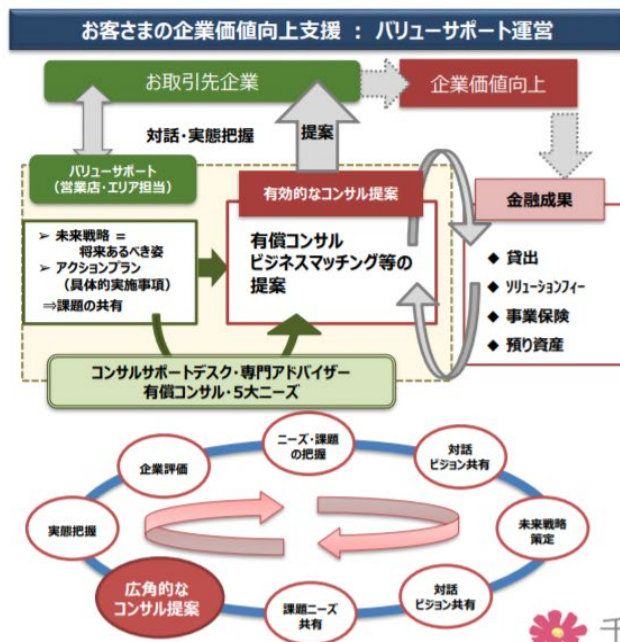 お客さまの企業価値向上支援 : バリューサポート運営
お取引先企業
企業価値向上
対話・実態把握
提案
バリューサポート
(営業店・エリア担当)
有効的なコンサル提案
金融成果
➢ 未来戦略 =
将来あるべき姿
➢ アクションプラン
(具体的実施事項)
⇒課題の共有
有償コンサル
ビジネスマッチング等の
提案
◆ 貸出
◆ ソリューションフィー
◆ 事業保険
◆ 預り資産
コンサルサポートデスク・専門アドバイザー
有償コンサル・5大ニーズ
ニーズ・課題
の把握
企業評価
対話
ビジョン共有
実態把握
未来戦略
策定
広角的な
コンサル提案
課題ニーズ
共有
対話
ビジョン共有
千